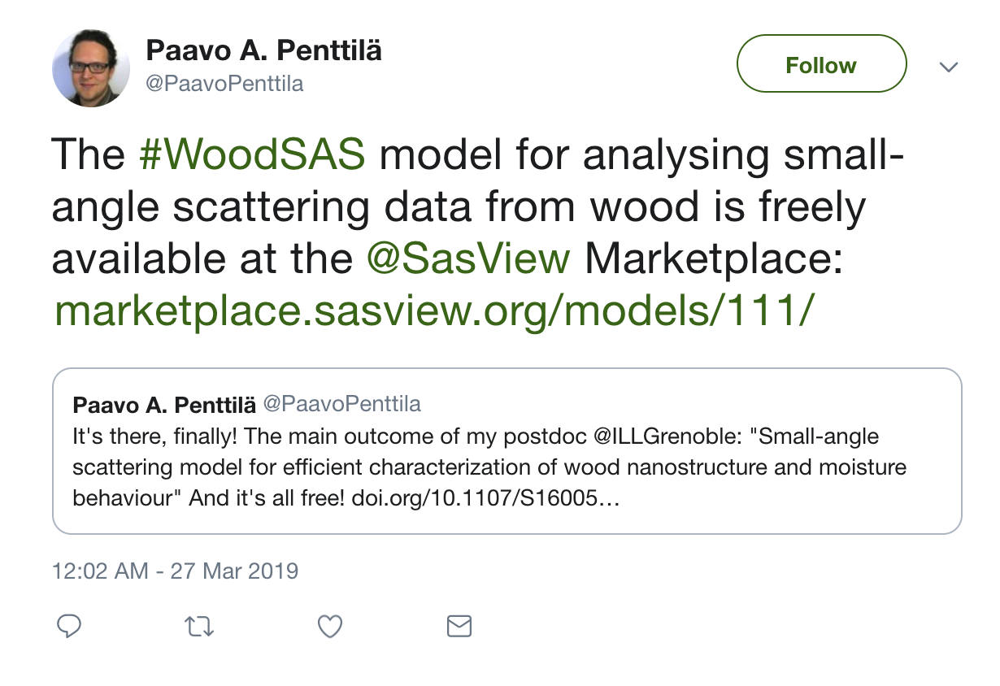 Paavo A. Penttilä
@PaavoPenttila
Follow
The #WoodSAS model for analysing small-
angle scattering data from wood is freely
available at the @SasView Marketplace:
marketplace.sasview.org/models/111/
Paavo A. Penttilä @PaavoPenttila
It's there, finally! The main outcome of my postdoc @ILLGrenoble: "Small-angle
scattering model for efficient characterization of wood nanostructure and moisture
behaviour" And it's all free! doi.org/10.1107/S16005…
12:02 AM - 27 Mar 2019